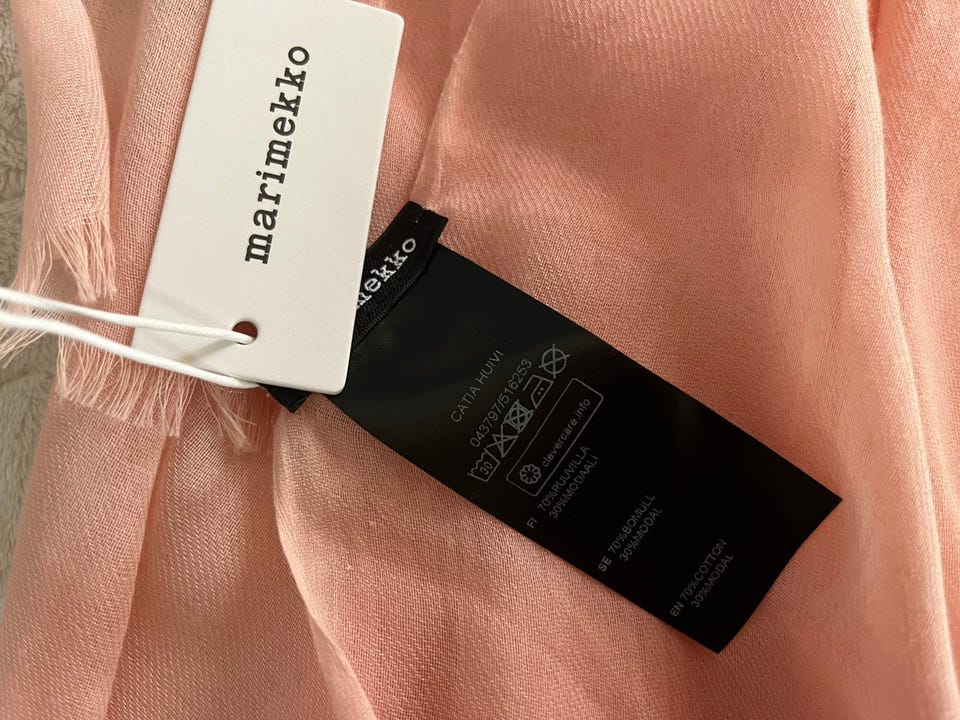 marimekko
mekko
CATIA HUIVI
043797/516253
30
clevercare.info
FI 70%PUUVILLA
30%MODAALI
SE 70%BOMULL
30%MODAL
EN 70%COTTON
30%MODAL